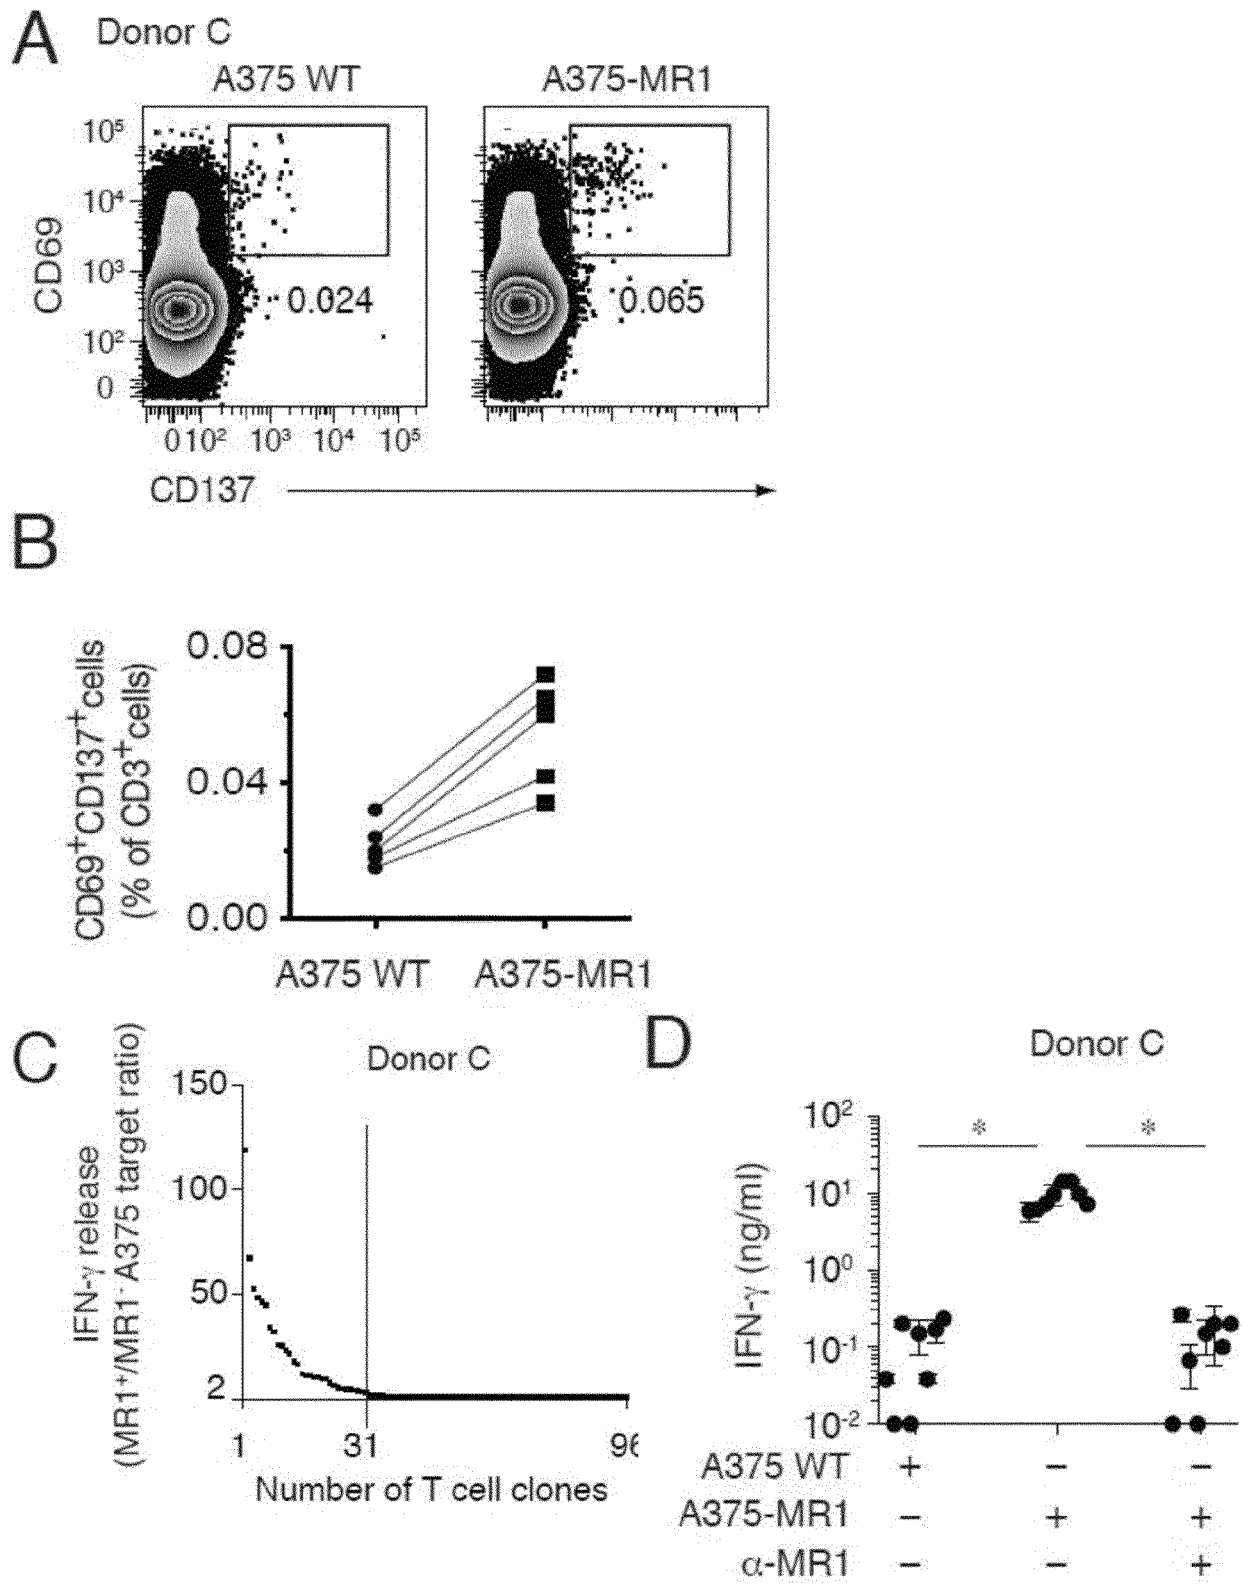 A
Donor C
A375 WT
A375-MR1
10⁵
10⁴
10³
10²
0
CD69
0.024
0.065
0 10² 10³ 10⁴ 10⁵
CD137
B
CD69⁺CD137⁺cells
(% of CD3⁺cells)
0.08
0.04
0.00
A375 WT
A375-MR1
C
Donor C
IFN-γ release
(MR1⁺/MR1⁻ A375 target ratio)
150
100
50
2
1
31
96
Number of T cell clones
D
Donor C
IFN-γ (ng/ml)
10²
10¹
10⁰
10⁻¹
10⁻²
* *
A375 WT + − −
A375-MR1 − + +
α-MR1 − − +